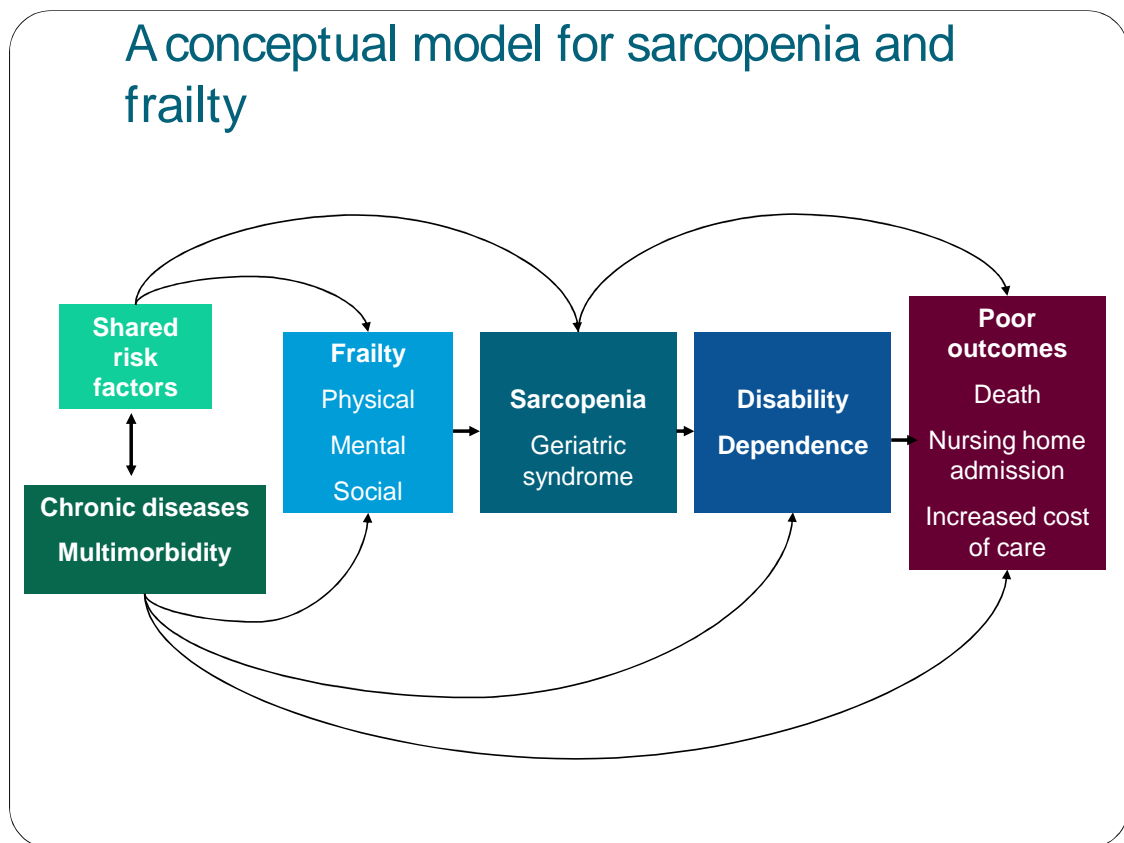 A conceptual model for sarcopenia and
frailty
Shared
risk
factors
Chronic diseases
Multimorbidity
Frailty
Physical
Mental
Social
Sarcopenia
Geriatric
syndrome
Disability
Dependence
Poor
outcomes
Death
Nursing home
admission
Increased cost
of care